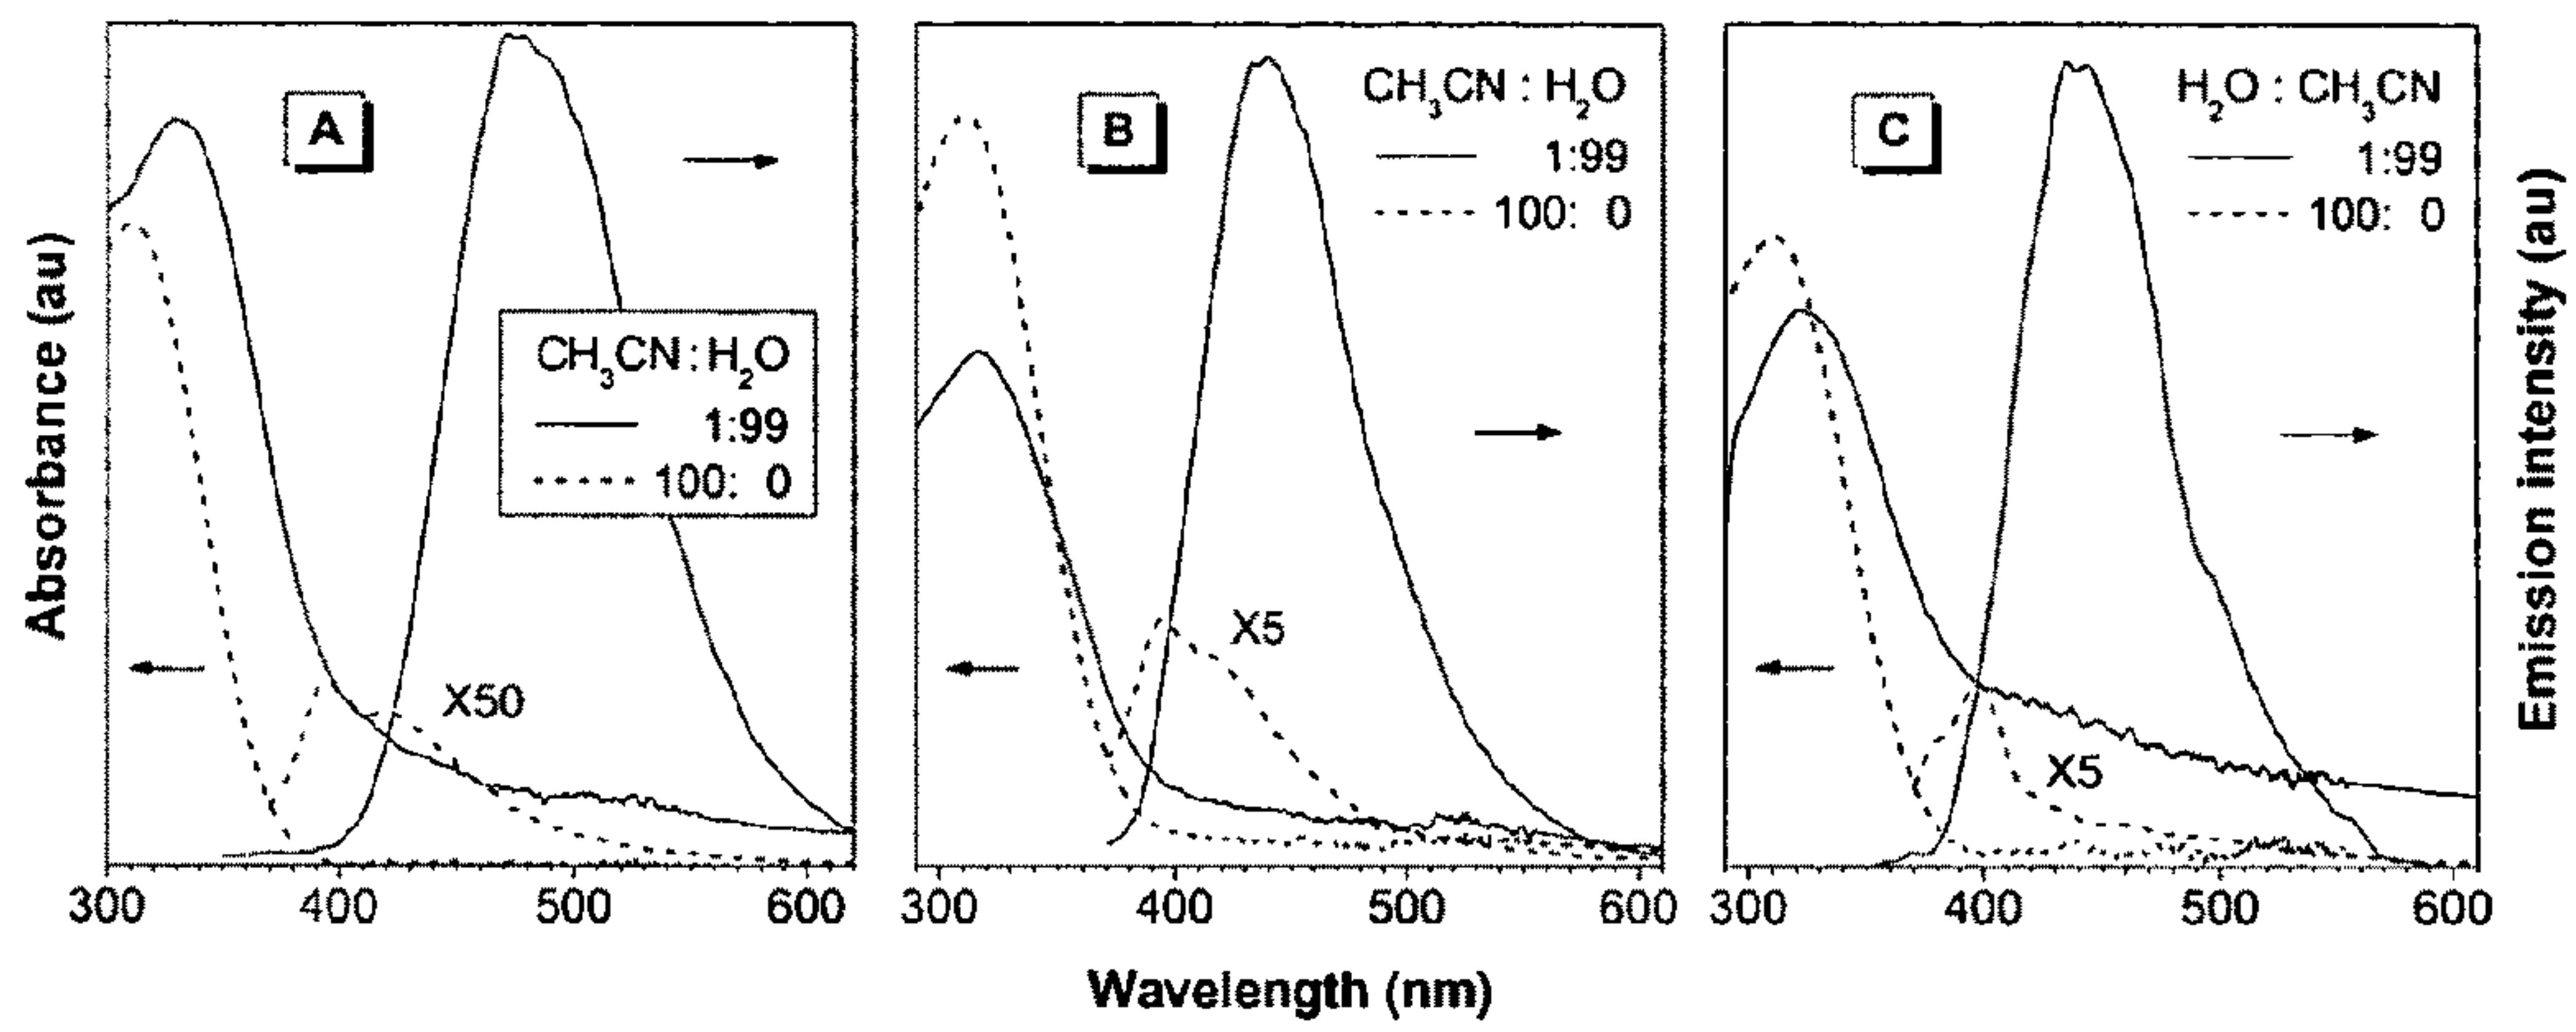 Absorbance (au)
A
CH₃CN : H₂O
1:99
100: 0
X50
300 400 500 600
B
CH₃CN : H₂O
1:99
100: 0
X5
300 400 500 600
C
H₂O : CH₃CN
1:99
100: 0
X5
300 400 500 600
Emission intensity (au)
Wavelength (nm)